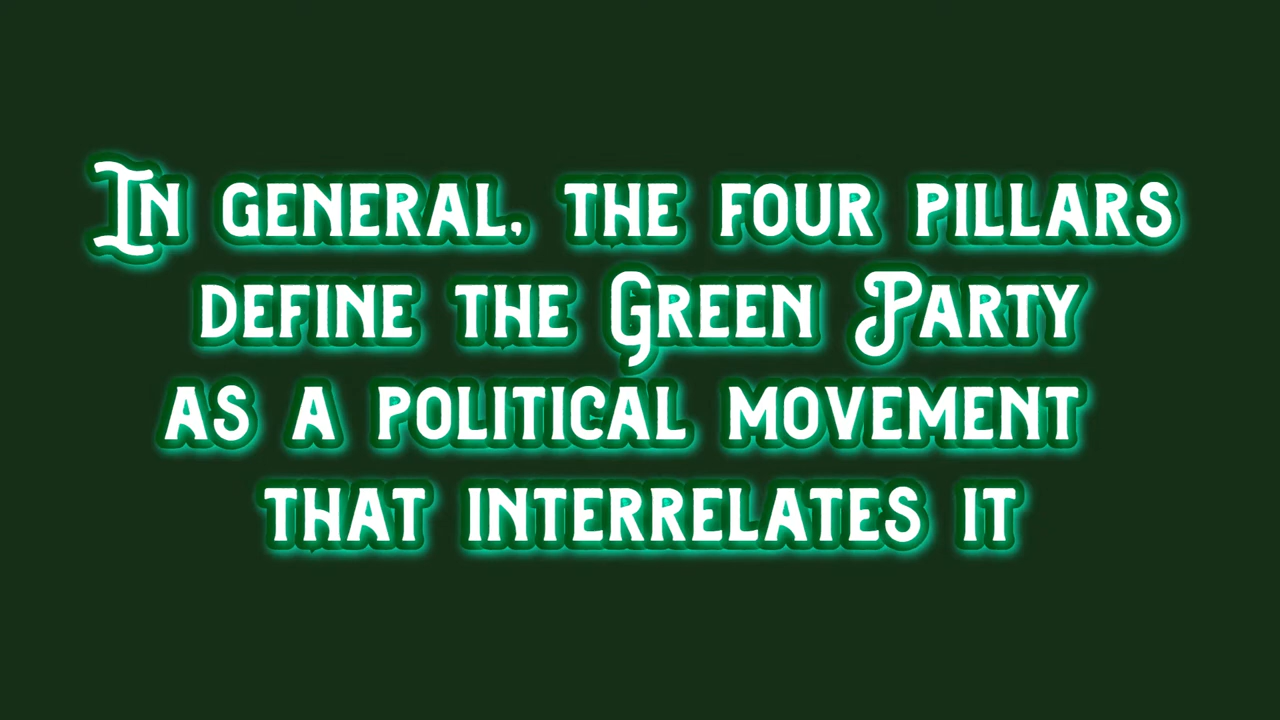 In general, the four pillars
define the Green Party
as a political movement
that interrelates it